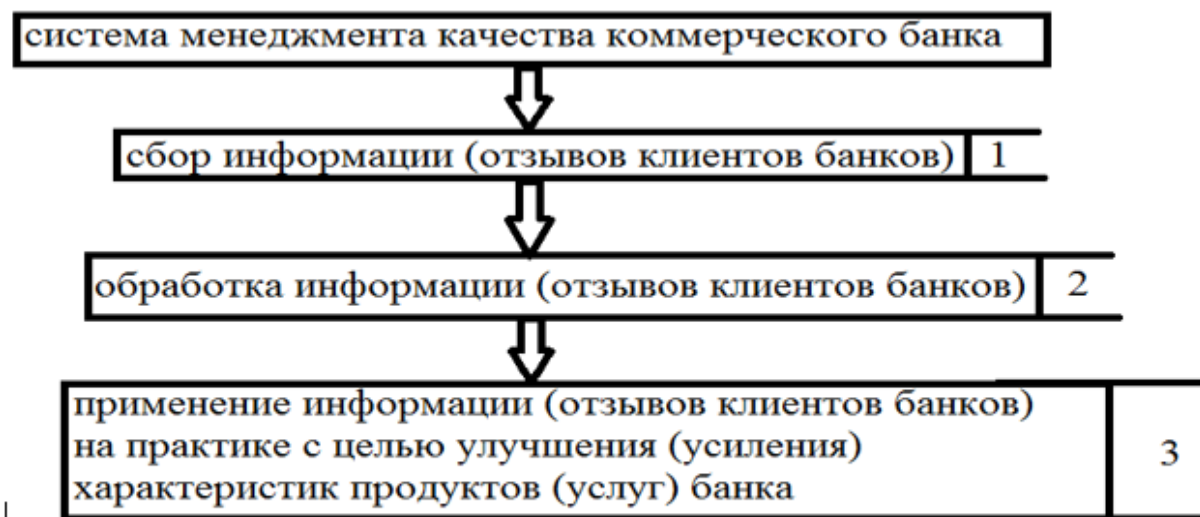 система менеджмента качества коммерческого банка
сбор информации (отзывов клиентов банков) 1
обработка информации (отзывов клиентов банков) 2
применение информации (отзывов клиентов банков)
на практике с целью улучшения (усиления)
характеристик продуктов (услуг) банка
3